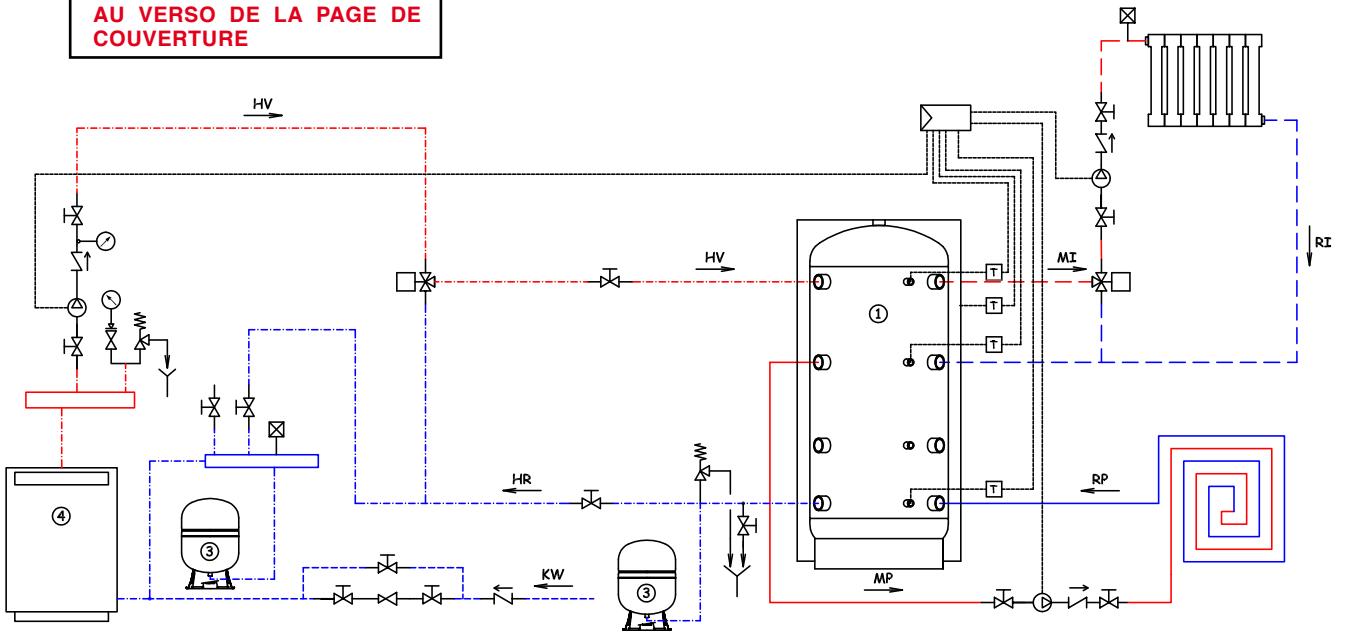 AU VERSO DE LA PAGE DE
COUVERTURE
HV
RI
HV
MI
T
1
T
T
HR
T
RP
4
3
KW
3
MP